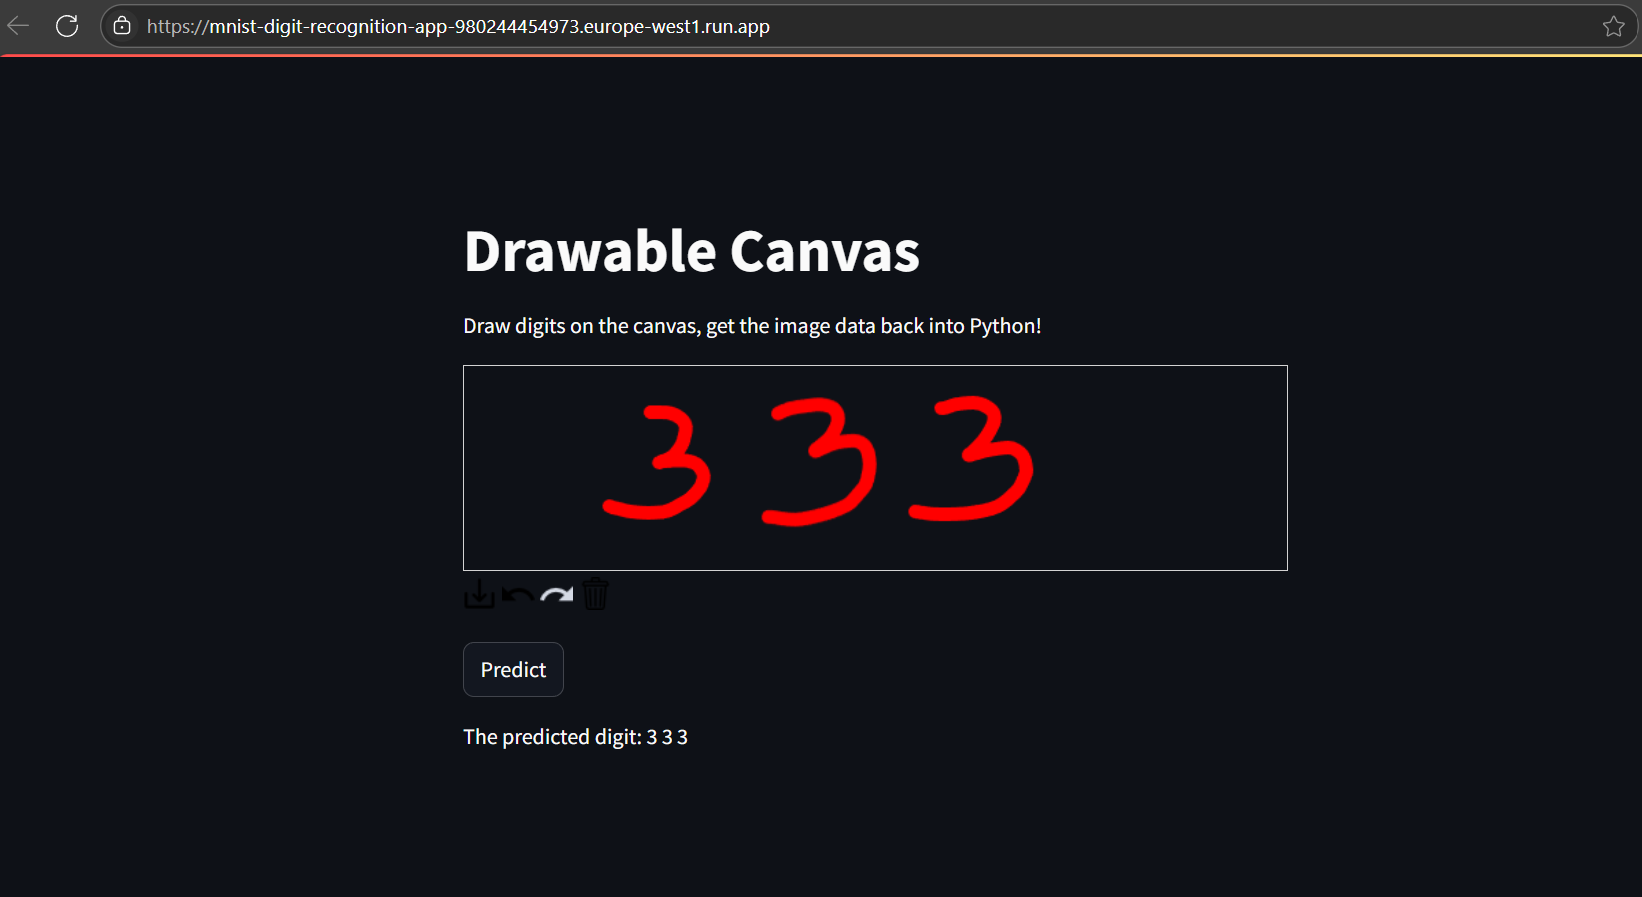 https://mnist-digit-recognition-app-980244454973.europe-west1.run.app
Drawable Canvas
Draw digits on the canvas, get the image data back into Python!
3 3 3
Predict
The predicted digit: 3 3 3